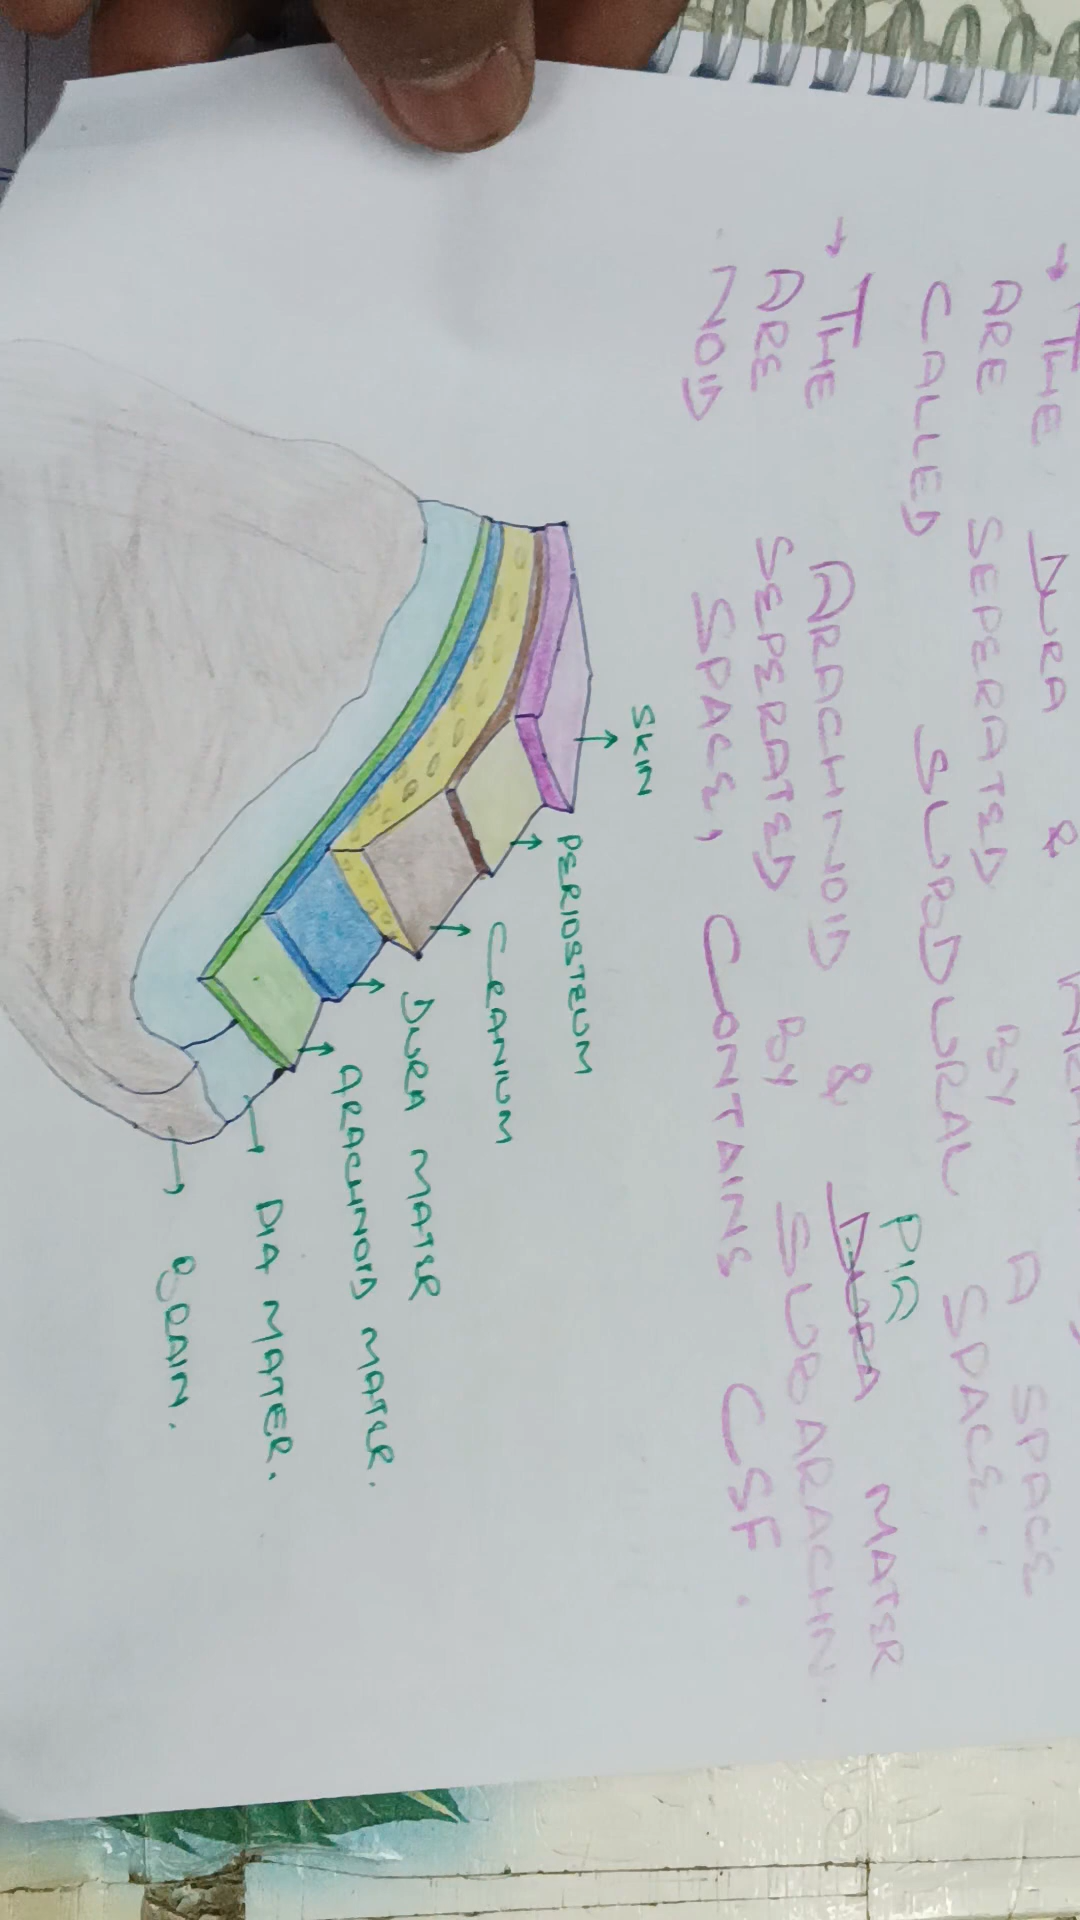 → THE DURA &
ARE SEPERATED BY A SPACE
CALLED SUBDURAL SPACE.
→ THE ARACHNOID & PIA MATER
ARE SEPERATED BY SUBARACHN
NOID SPACE, CONTAINS CSF.
SKIN
PERIOSTEUM
CRANIUM
DURA MATER
ARACHNOID MATER.
PIA MATER.
BRAIN.